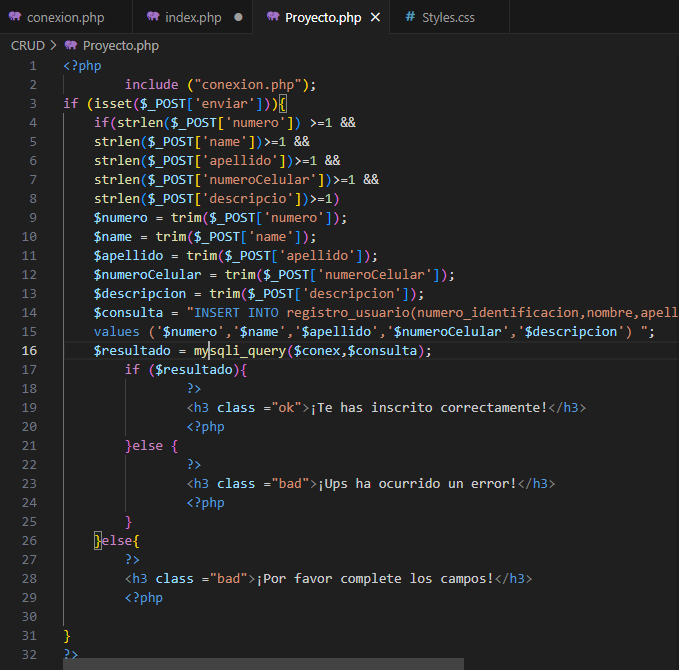 conexion.php index.php ● Proyecto.php × # Styles.css
CRUD > Proyecto.php
1 <?php
2 include ("conexion.php");
3 if (isset($_POST['enviar'])){
4 if(strlen($_POST['numero']) >=1 &&
5 strlen($_POST['name'])>=1 &&
6 strlen($_POST['apellido'])>=1 &&
7 strlen($_POST['numeroCelular'])>=1 &&
8 strlen($_POST['descripcio'])>=1)
9 $numero = trim($_POST['numero']);
10 $name = trim($_POST['name']);
11 $apellido = trim($_POST['apellido']);
12 $numeroCelular = trim($_POST['numeroCelular']);
13 $descripcion = trim($_POST['descripcion']);
14 $consulta = "INSERT INTO registro_usuario(numero_identificacion,nombre,apell
15 values ('$numero','$name','$apellido','$numeroCelular','$descripcion') ";
16 $resultado = mysqli_query($conex,$consulta);
17 if ($resultado){
18 ?>
19 <h3 class ="ok">¡Te has inscrito correctamente!</h3>
20 <?php
21 }else {
22 ?>
23 <h3 class ="bad">¡Ups ha ocurrido un error!</h3>
24 <?php
25 }
26 }else{
27 ?>
28 <h3 class ="bad">¡Por favor complete los campos!</h3>
29 <?php
30
31 }
32 ?>